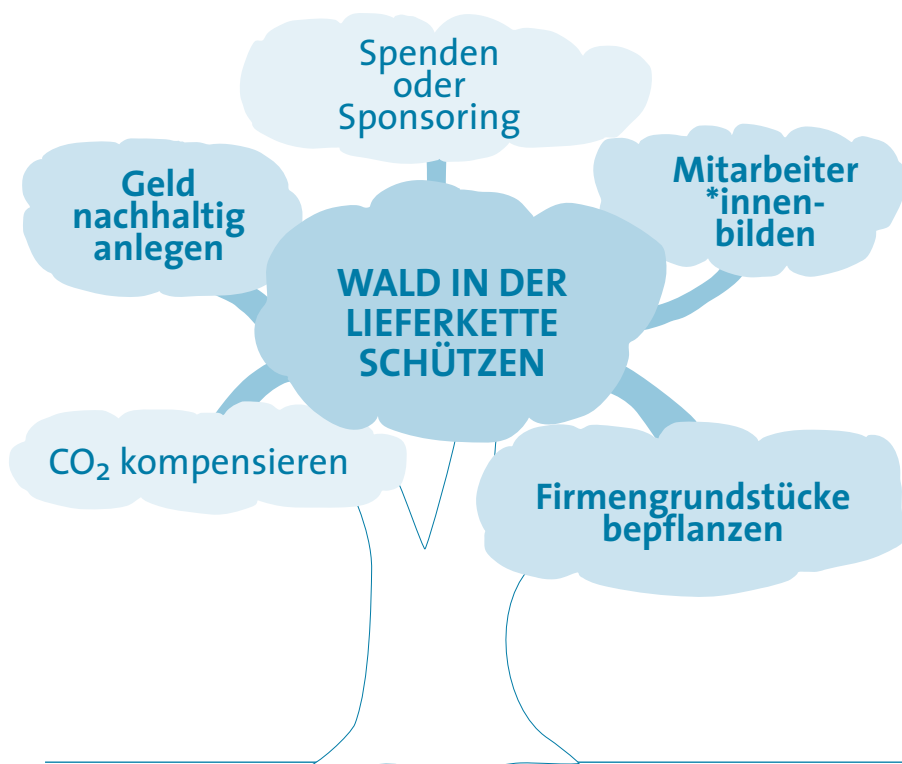 Spenden
oder
Sponsoring
Geld
nachhaltig
anlegen
Mitarbeiter
*innen-
bilden
WALD IN DER
LIEFERKETTE
SCHÜTZEN
CO₂ kompensieren
Firmengrundstücke
bepflanzen